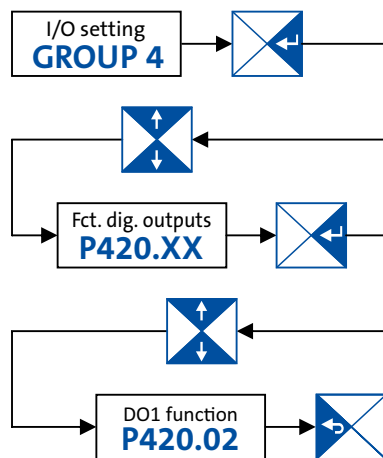 I/O setting
GROUP 4
Fct. dig. outputs
P420.XX
DO1 function
P420.02